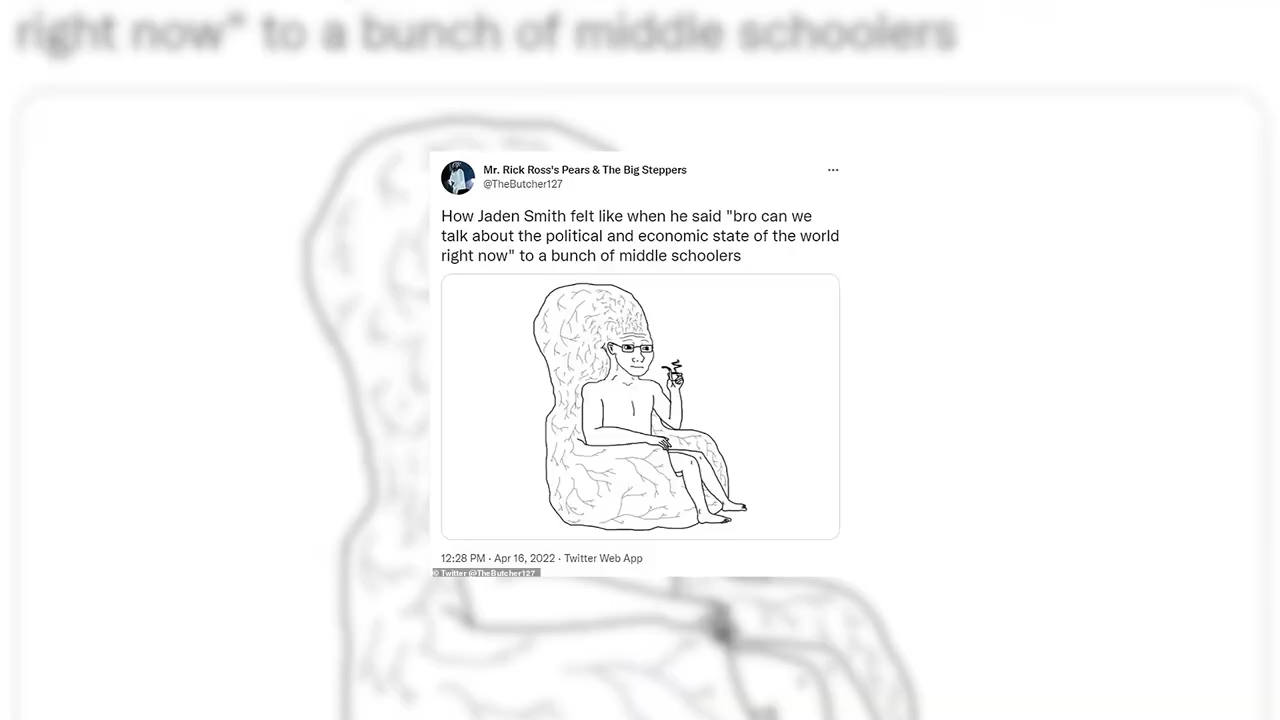 right now" to a bunch of middle schoolers
Mr. Rick Ross's Pears & The Big Steppers
@TheButcher127
How Jaden Smith felt like when he said "bro can we
talk about the political and economic state of the world
right now" to a bunch of middle schoolers
12:28 PM · Apr 16, 2022 · Twitter Web App
© Twitter @TheButcher127